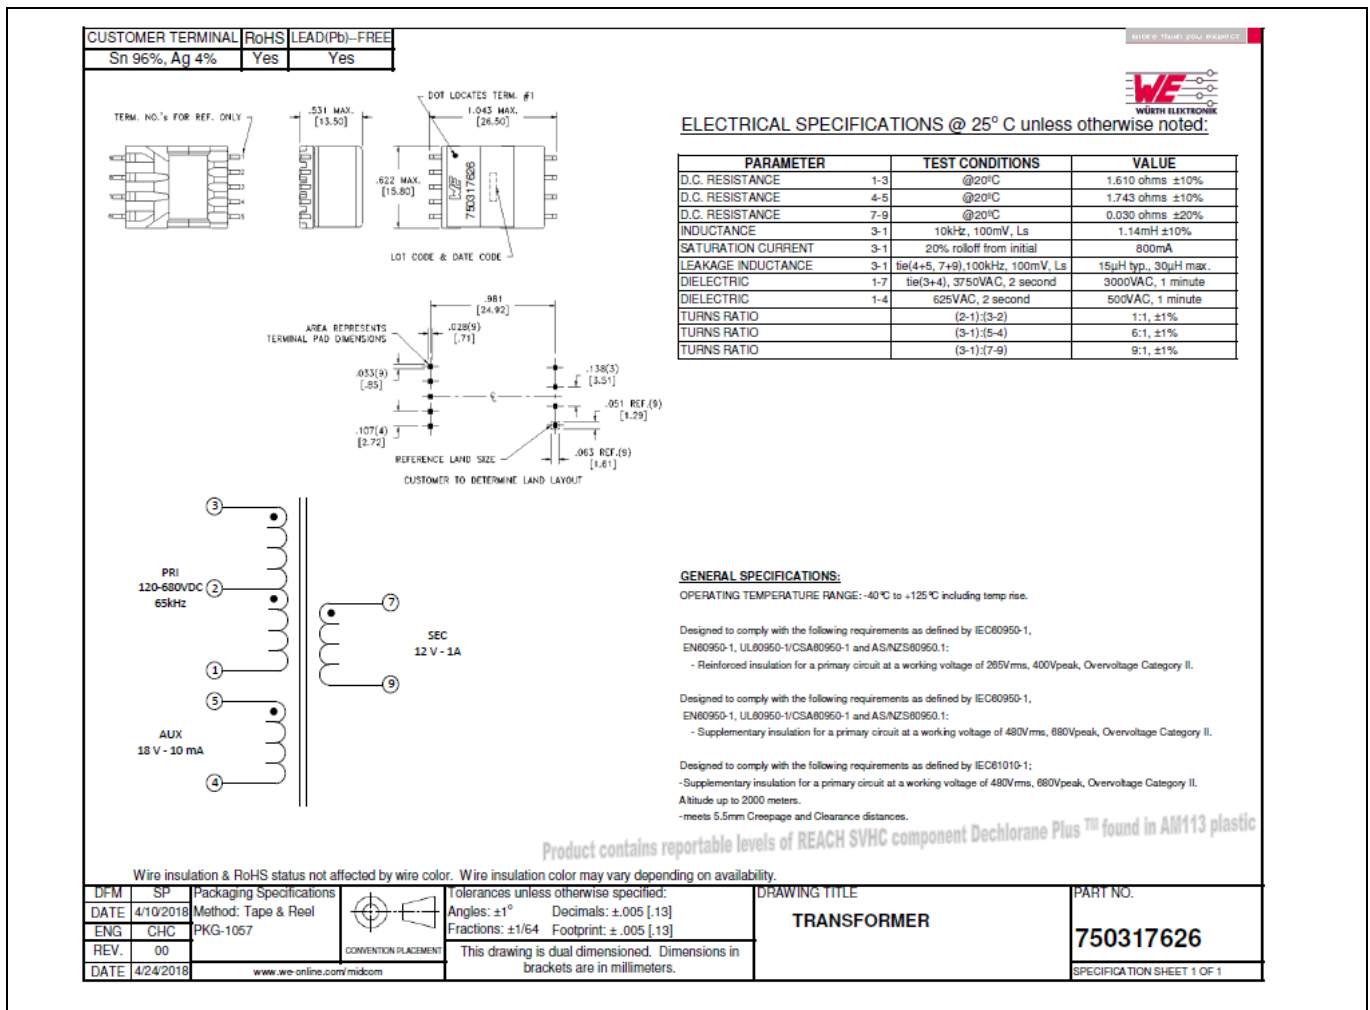 CUSTOMER TERMINAL RoHS LEAD(Pb)--FREE
Sn 96%, Ag 4% Yes Yes
more than you expect
WE
WÜRTH ELEKTRONIK
TERM. NO.'s FOR REF. ONLY
.531 MAX.
[13.50]
DOT LOCATES TERM. #1
1.043 MAX.
[26.50]
.622 MAX.
[15.80]
1
2
3
4
5
WE
750317626
LOT CODE & DATE CODE
ELECTRICAL SPECIFICATIONS @ 25° C unless otherwise noted:
PARAMETER TEST CONDITIONS VALUE
D.C. RESISTANCE 1-3 @20ºC 1.610 ohms ±10%
D.C. RESISTANCE 4-5 @20ºC 1.743 ohms ±10%
D.C. RESISTANCE 7-9 @20ºC 0.030 ohms ±20%
INDUCTANCE 3-1 10kHz, 100mV, Ls 1.14mH ±10%
SATURATION CURRENT 3-1 20% rolloff from initial 800mA
LEAKAGE INDUCTANCE 3-1 tie(4+5, 7+9),100kHz, 100mV, Ls 15µH typ., 30µH max.
DIELECTRIC 1-7 tie(3+4), 3750VAC, 2 second 3000VAC, 1 minute
DIELECTRIC 1-4 625VAC, 2 second 500VAC, 1 minute
TURNS RATIO (2-1):(3-2) 1:1, ±1%
TURNS RATIO (3-1):(5-4) 6:1, ±1%
TURNS RATIO (3-1):(7-9) 9:1, ±1%
.981
[24.92]
AREA REPRESENTS
TERMINAL PAD DIMENSIONS
.028(9)
[.71]
.033(9)
[.85]
.138(3)
[3.51]
.051 REF.(9)
[1.29]
.107(4)
[2.72]
.063 REF.(9)
[1.61]
REFERENCE LAND SIZE
CUSTOMER TO DETERMINE LAND LAYOUT
3
PRI
120-680VDC 2
65kHz
1
7
SEC
12 V - 1A
9
5
AUX
18 V - 10 mA
4
GENERAL SPECIFICATIONS:
OPERATING TEMPERATURE RANGE: -40ºC to +125ºC including temp rise.
Designed to comply with the following requirements as defined by IEC60950-1,
EN60950-1, UL60950-1/CSA60950-1 and AS/NZS60950.1:
- Reinforced insulation for a primary circuit at a working voltage of 265Vrms, 400Vpeak, Overvoltage Category II.
Designed to comply with the following requirements as defined by IEC60950-1,
EN60950-1, UL60950-1/CSA60950-1 and AS/NZS60950.1:
- Supplementary insulation for a primary circuit at a working voltage of 480Vrms, 680Vpeak, Overvoltage Category II.
Designed to comply with the following requirements as defined by IEC61010-1;
-Supplementary insulation for a primary circuit at a working voltage of 480Vrms, 680Vpeak, Overvoltage Category II.
Altitude up to 2000 meters.
-meets 5.5mm Creepage and Clearance distances.
Product contains reportable levels of REACH SVHC component Dechlorane Plus ™ found in AM113 plastic
Wire insulation & RoHS status not affected by wire color. Wire insulation color may vary depending on availability.
DFM SP
DATE 4/10/2018
ENG CHC
REV. 00
DATE 4/24/2018
Packaging Specifications
Method: Tape & Reel
PKG-1057
www.we-online.com/midcom
CONVENTION PLACEMENT
Tolerances unless otherwise specified:
Angles: ±1° Decimals: ±.005 [.13]
Fractions: ±1/64 Footprint: ± .005 [.13]
This drawing is dual dimensioned. Dimensions in
brackets are in millimeters.
DRAWING TITLE
TRANSFORMER
PART NO.
750317626
SPECIFICATION SHEET 1 OF 1